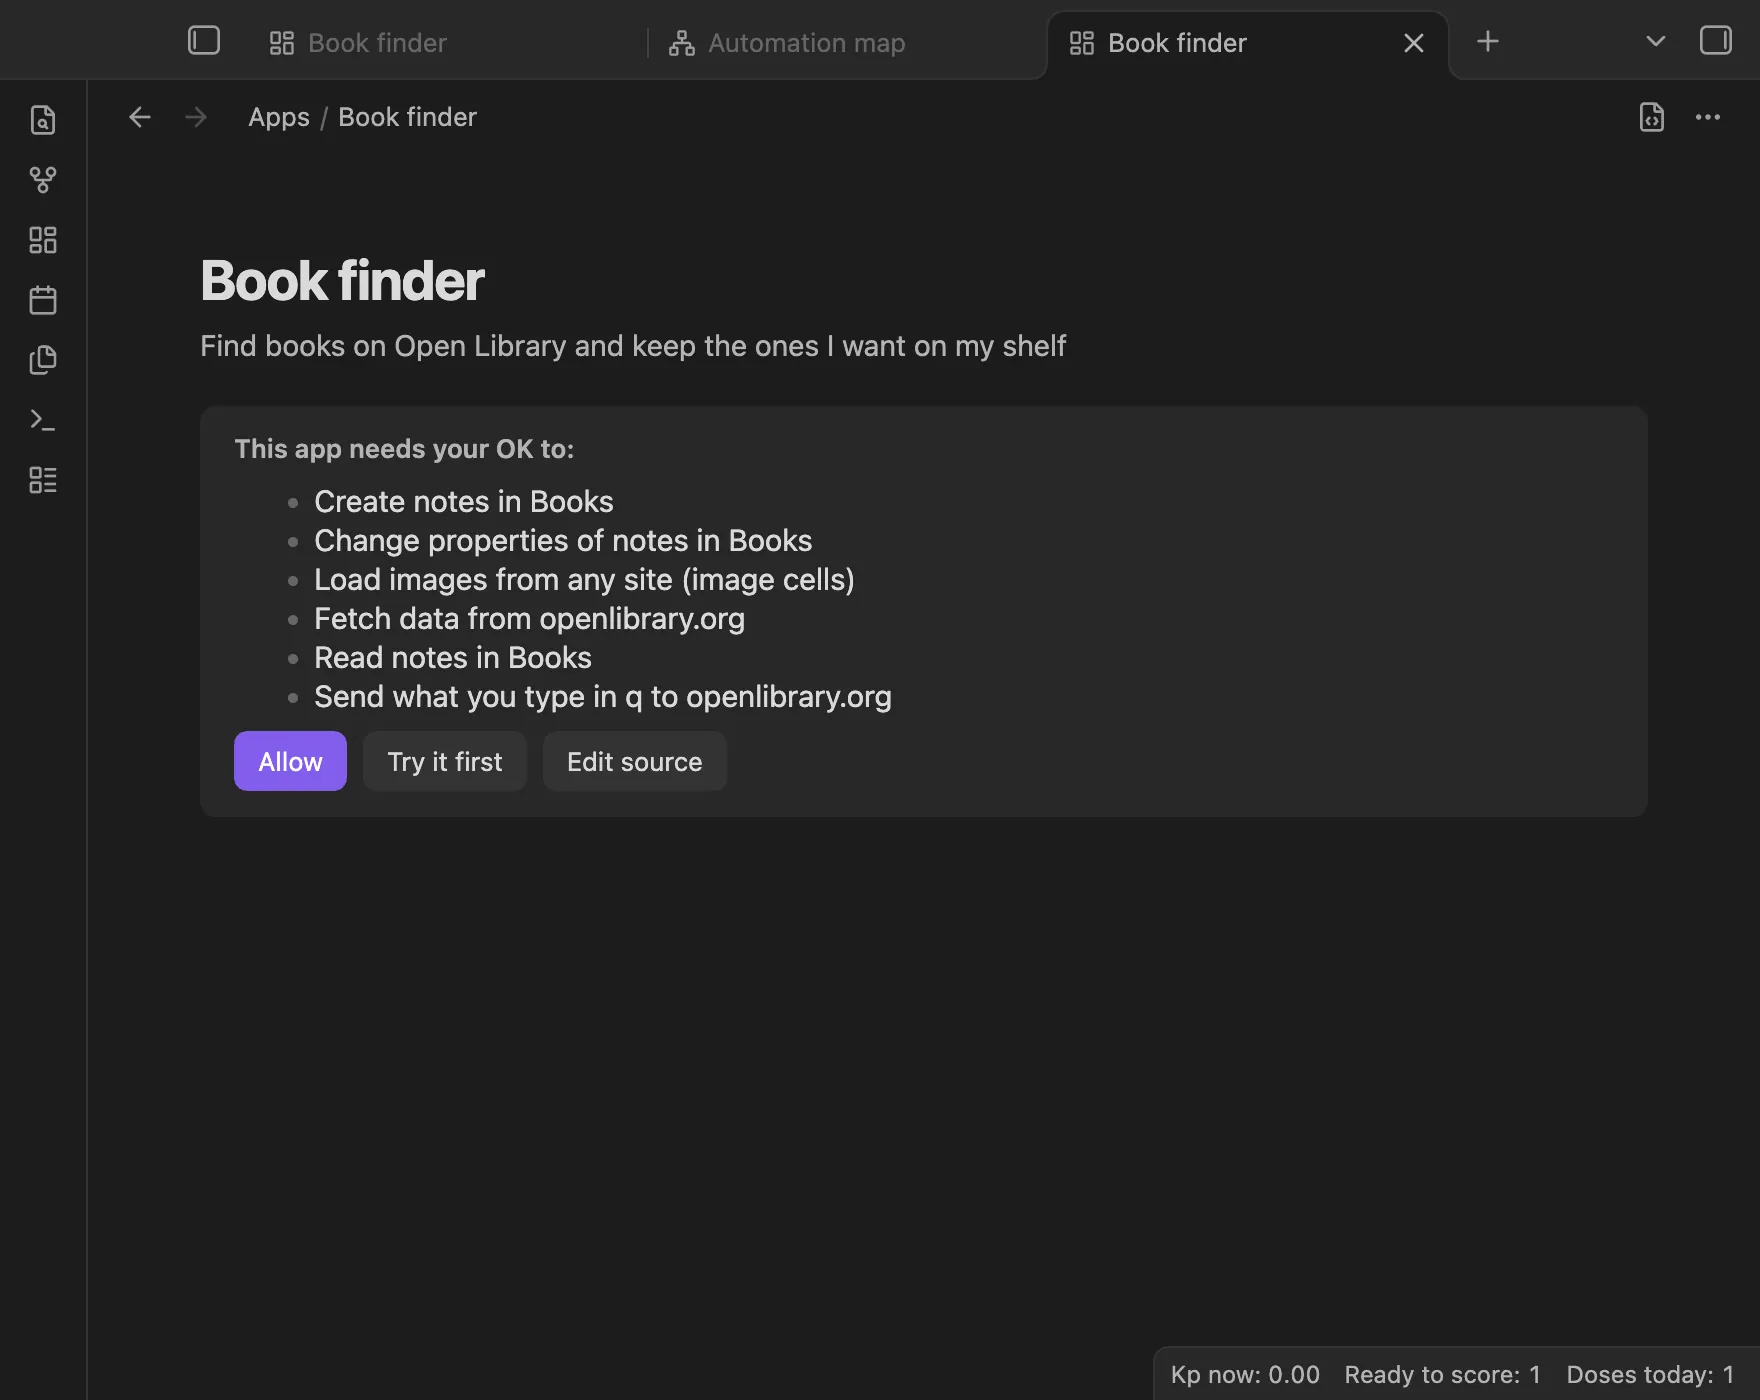 Book finder
Automation map
Book finder
Apps / Book finder
Book finder
Find books on Open Library and keep the ones I want on my shelf
This app needs your OK to:
Create notes in Books
Change properties of notes in Books
Load images from any site (image cells)
Fetch data from openlibrary.org
Read notes in Books
Send what you type in q to openlibrary.org
Allow
Try it first
Edit source
Kp now: 0.00
Ready to score: 1
Doses today: 1